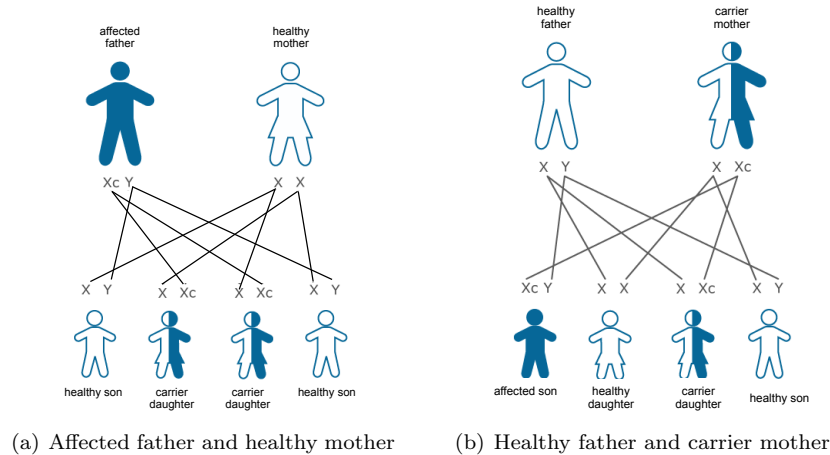 affected
father
healthy
mother
Xc Y
X X
X Y
X Xc
X Xc
X Y
healthy son
carrier
daughter
carrier
daughter
healthy son
(a) Affected father and healthy mother
healthy
father
carrier
mother
X Y
X Xc
Xc Y
X X
X Xc
X Y
affected son
healthy
daughter
carrier
daughter
healthy son
(b) Healthy father and carrier mother